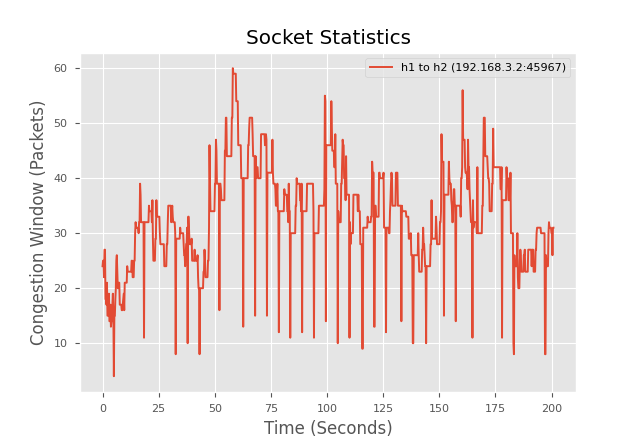 Socket Statistics
h1 to h2 (192.168.3.2:45967)
Congestion Window (Packets)
60
50
40
30
20
10
0 25 50 75 100 125 150 175 200
Time (Seconds)